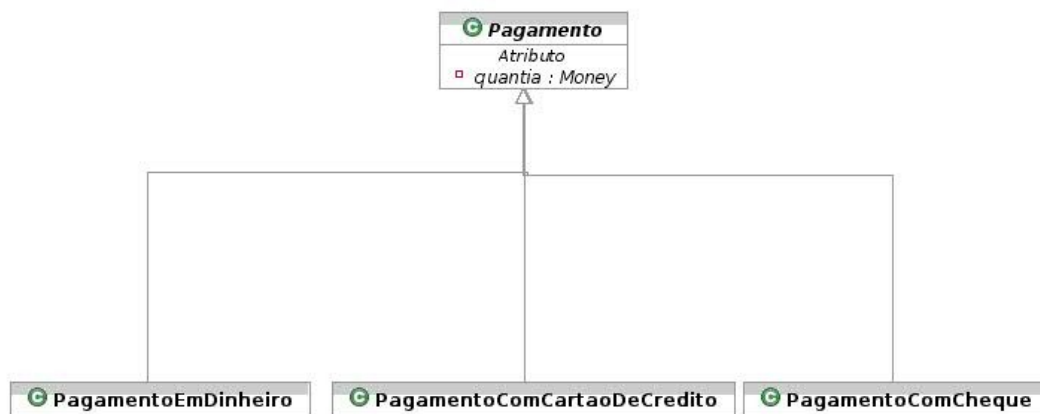 Pagamento
Atributo
quantia : Money
PagamentoEmDinheiro
PagamentoComCartaoDeCredito
PagamentoComCheque